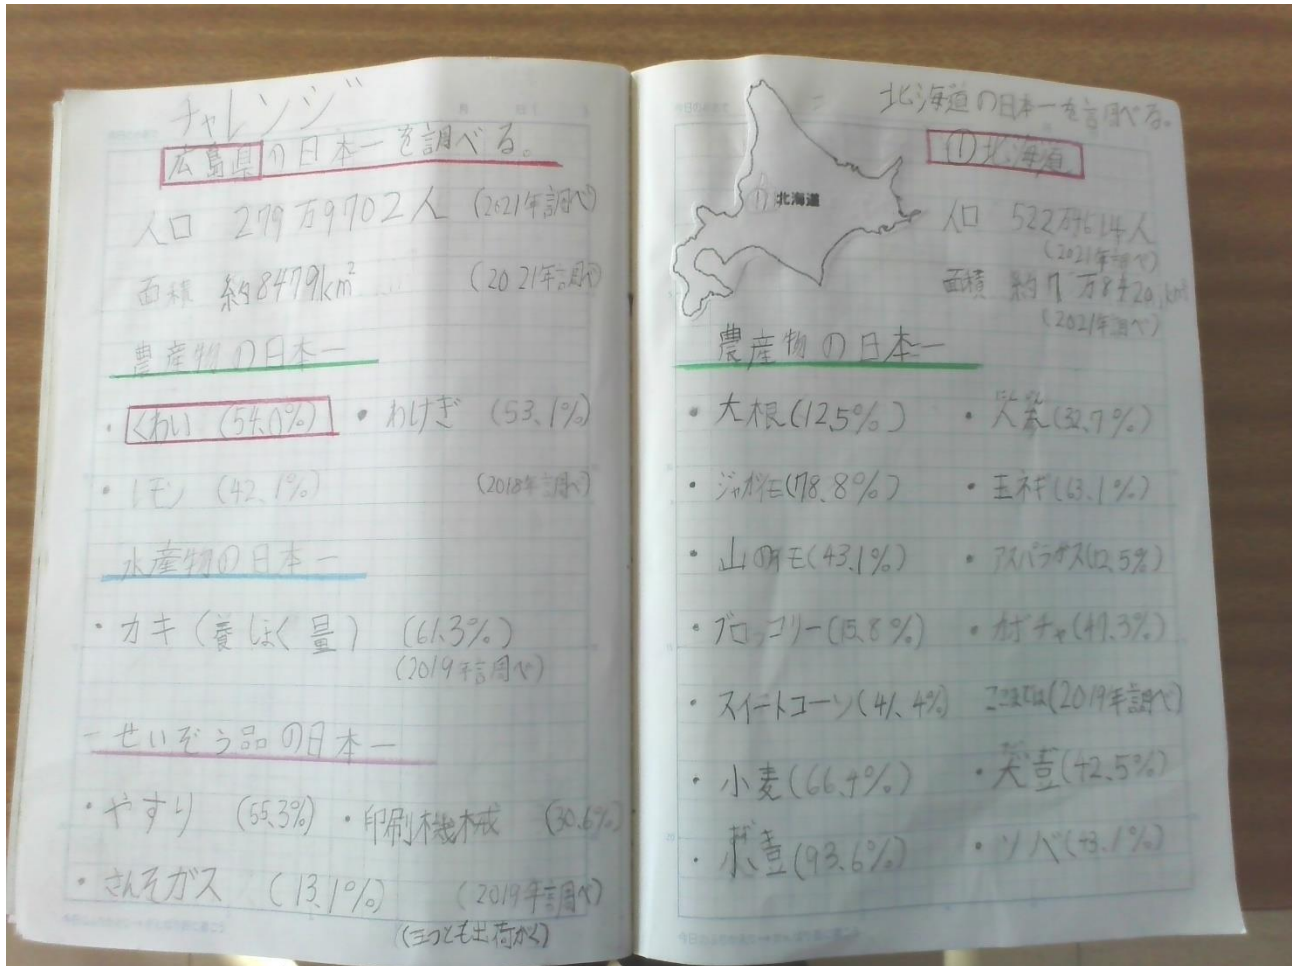 チャレンジ
広島県の日本一を調べる。
人口 279万9702人 (2021年調べ)
面積 約8479km² (2021年調べ)
農産物の日本一
・くわい (54.0%) ・わけぎ (53.1%)
・レモン (42.1%) (2018年調べ)
水産物の日本一
・カキ(養しょく量) (61.3%)
(2019年調べ)
せいぞう品の日本一
・やすり (55.3%) ・印刷機械 (30.6%)
・さんそガス (13.1%) (2019年調べ)
(三つとも出荷がく)
北海道の日本一を調べる。
①北海道
①北海道
人口 522万4614人
(2021年調べ)
面積 約7万8420km²
(2021年調べ)
農産物の日本一
・大根(12.5%) ・人参(32.7%)
・ジャガイモ(78.8%) ・玉ネギ(63.1%)
・山のイモ(43.1%) ・アスパラガス(12.5%)
・ブロッコリー(15.8%) ・カボチャ(47.3%)
・スイートコーン(41.4%) ここまでは(2019年調べ)
・小麦(66.4%) ・大豆(42.5%)
・小豆(93.6%) ・ソバ(43.1%)